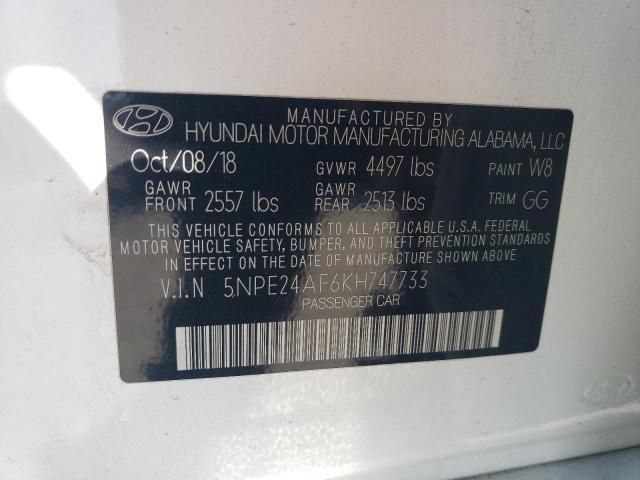 MANUFACTURED BY
HYUNDAI MOTOR MANUFACTURING ALABAMA, LLC
Oct/08/18 GVWR 4497 lbs PAINT W8
GAWR FRONT 2557 lbs GAWR REAR 2513 lbs TRIM GG
THIS VEHICLE CONFORMS TO ALL APPLICABLE U.S.A. FEDERAL
MOTOR VEHICLE SAFETY, BUMPER, AND THEFT PREVENTION STANDARDS
IN EFFECT ON THE DATE OF MANUFACTURE SHOWN ABOVE
V.I.N 5NPE24AF6KH747733
PASSENGER CAR